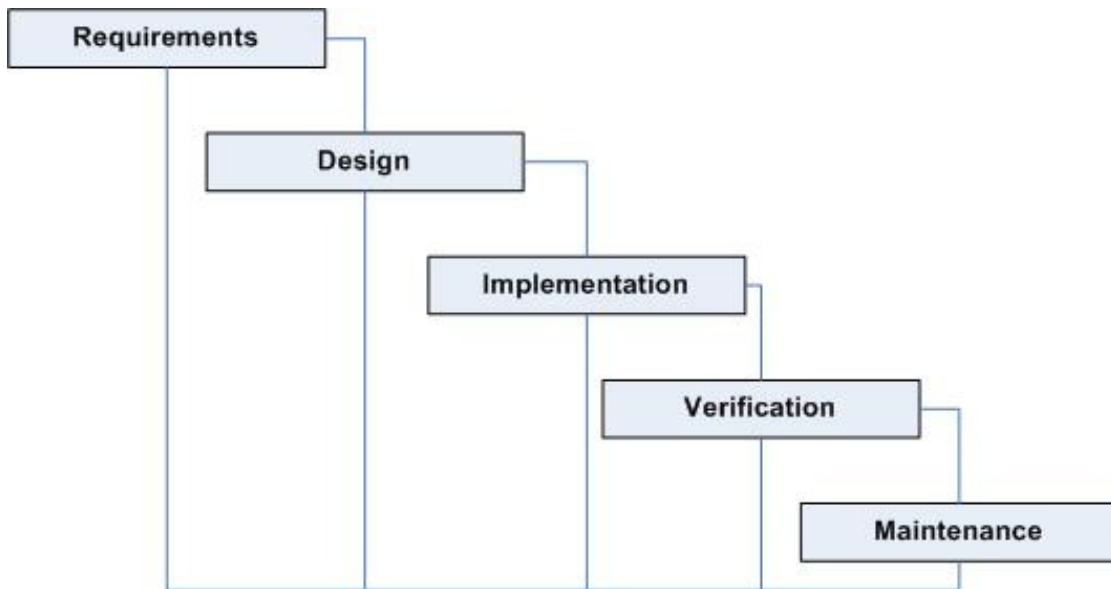 Requirements
Design
Implementation
Verification
Maintenance